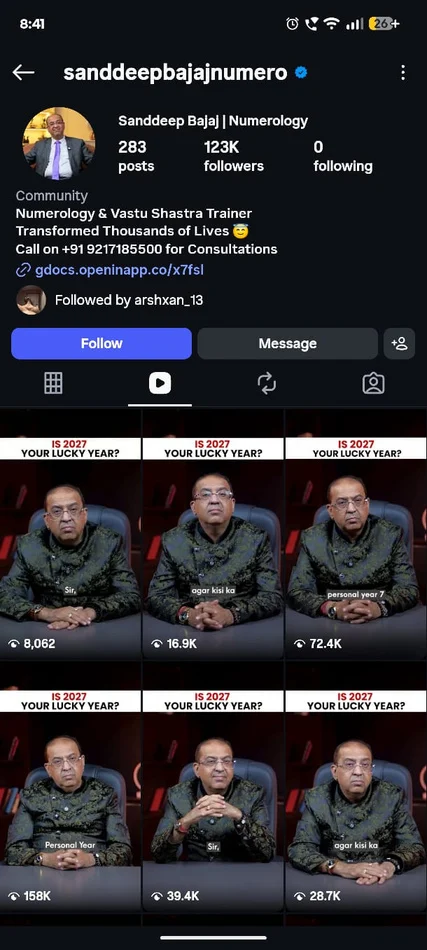 8:41
26+
sanddeepbajajnumero
Sanddeep Bajaj | Numerology
283 123K 0
posts followers following
Community
Numerology & Vastu Shastra Trainer
Transformed Thousands of Lives 😇
Call on +91 9217185500 for Consultations
gdocs.openinapp.co/x7fsl
Followed by arshxan_13
Follow Message
IS 2027
YOUR LUCKY YEAR?
Sir,
8,062
IS 2027
YOUR LUCKY YEAR?
agar kisi ka
16.9K
IS 2027
YOUR LUCKY YEAR?
personal year 7
72.4K
IS 2027
YOUR LUCKY YEAR?
Personal Year
158K
IS 2027
YOUR LUCKY YEAR?
Sir,
39.4K
IS 2027
YOUR LUCKY YEAR?
agar kisi ka
28.7K